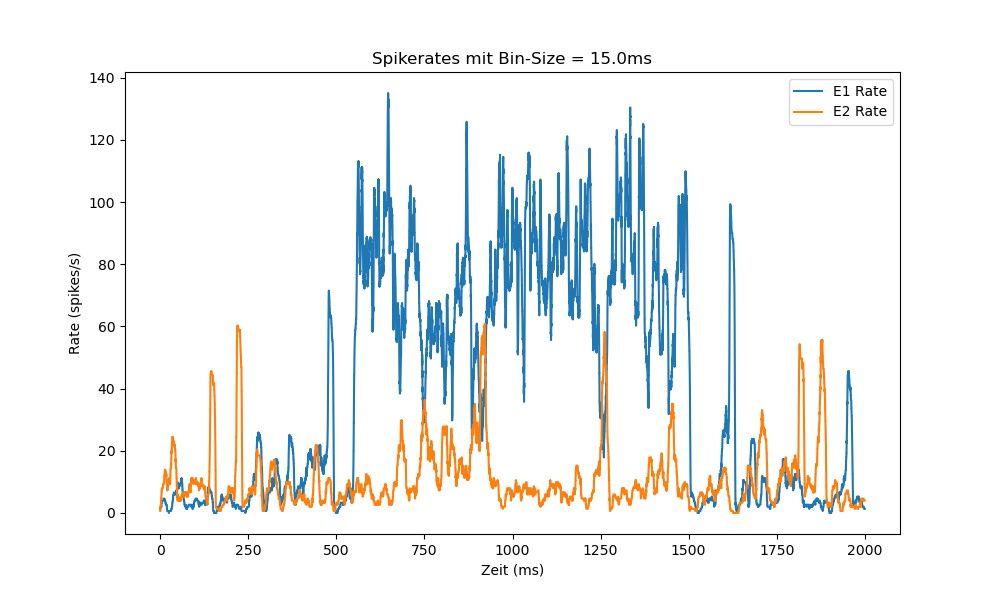 Spikerates mit Bin-Size = 15.0ms
E1 Rate
E2 Rate
Rate (spikes/s)
140
120
100
80
60
40
20
0
0 250 500 750 1000 1250 1500 1750 2000
Zeit (ms)